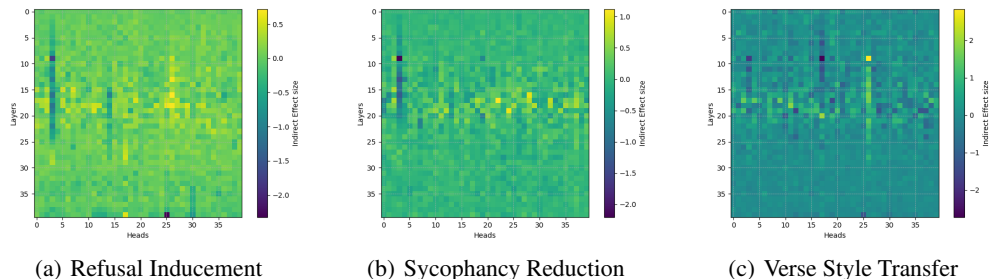 0
5
10
15
20
25
30
35
Layers
0 5 10 15 20 25 30 35
Heads
0.5
0.0
−0.5
−1.0
−1.5
−2.0
Indirect Effect size
(a) Refusal Inducement
0
5
10
15
20
25
30
35
Layers
0 5 10 15 20 25 30 35
Heads
1.0
0.5
0.0
−0.5
−1.0
−1.5
−2.0
Indirect Effect size
(b) Sycophancy Reduction
0
5
10
15
20
25
30
35
Layers
0 5 10 15 20 25 30 35
Heads
2
1
0
−1
−2
Indirect Effect size
(c) Verse Style Transfer